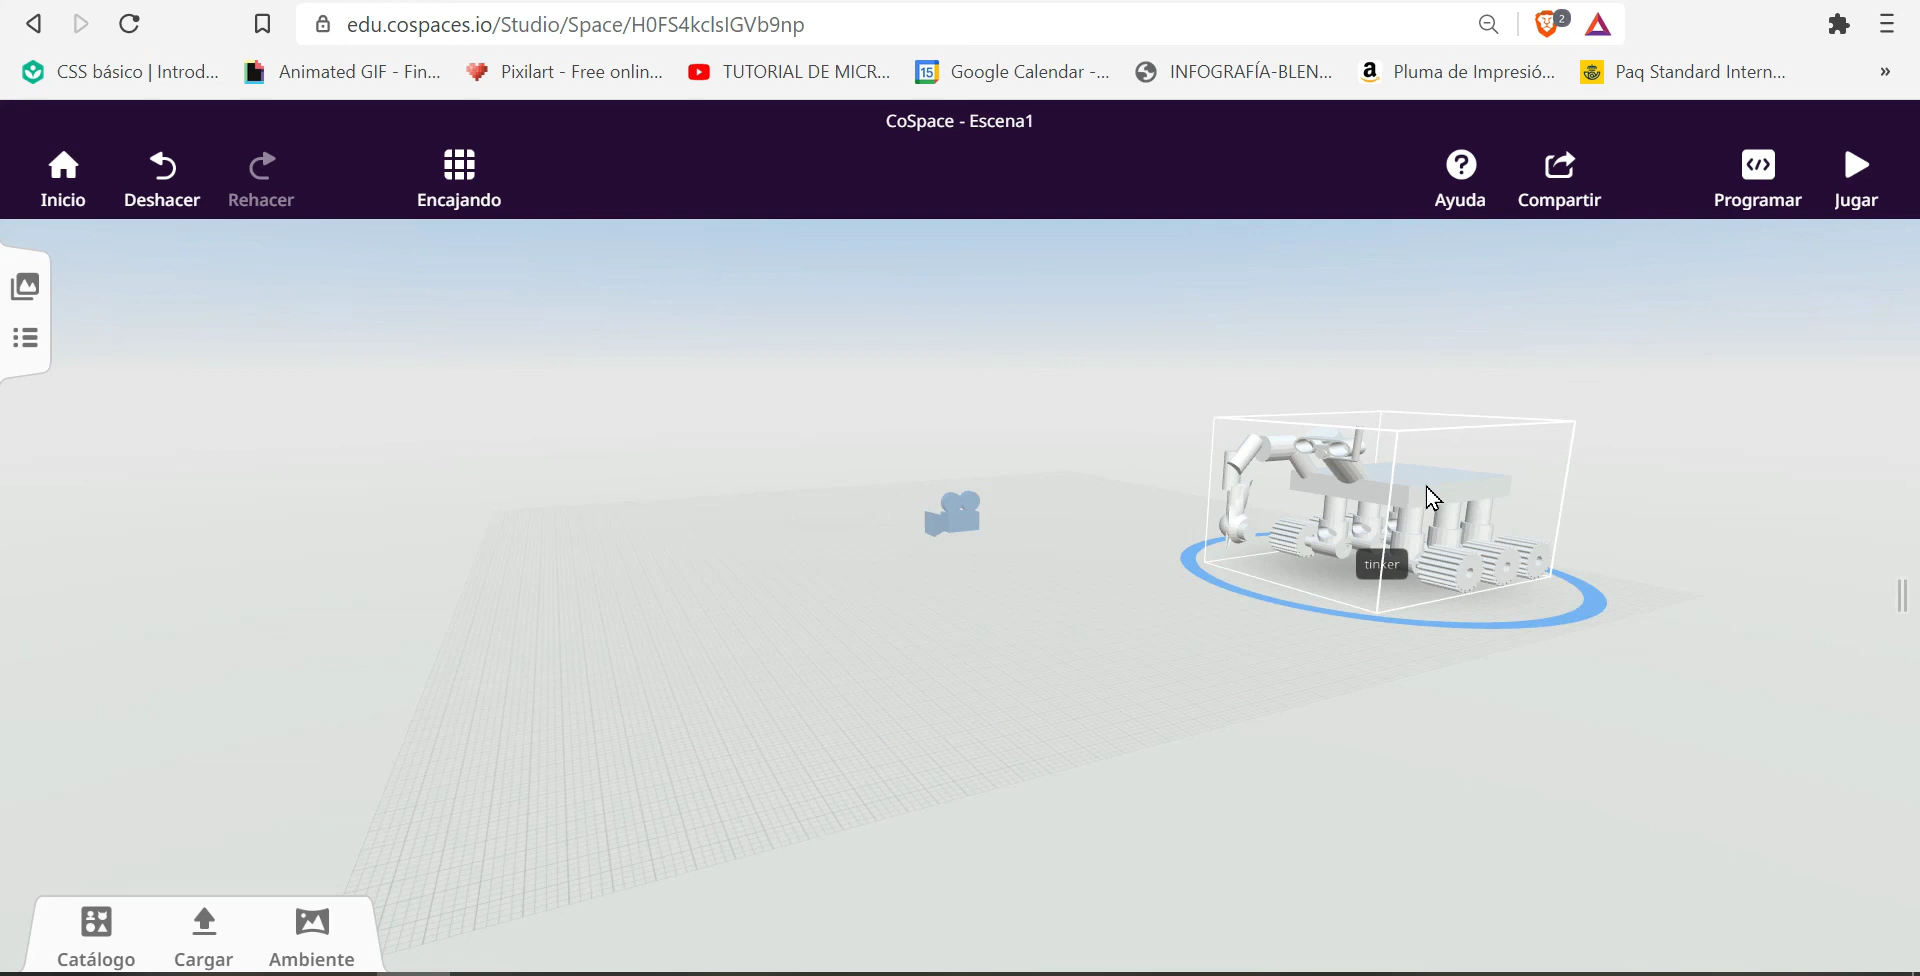 edu.cospaces.io/Studio/Space/H0FS4kclsIGVb9np
2
CSS básico | Introd... Animated GIF - Fin... Pixilart - Free onlin... TUTORIAL DE MICR... 15 Google Calendar -... INFOGRAFÍA-BLEN... a Pluma de Impresió... Paq Standard Intern... »
CoSpace - Escena1
Inicio Deshacer Rehacer Encajando Ayuda Compartir Programar Jugar
tinker
Catálogo Cargar Ambiente